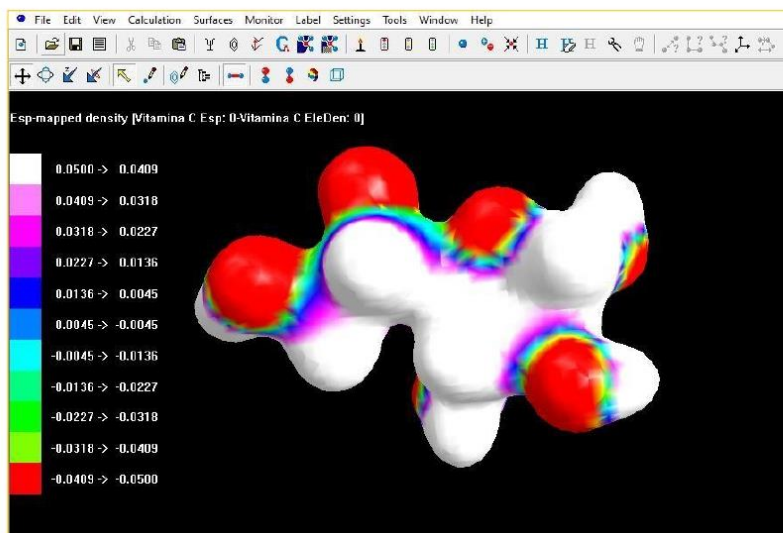 File Edit View Calculation Surfaces Monitor Label Settings Tools Window Help
Esp-mapped density [Vitamina C Esp: 0-Vitamina C EleDen: 0]
0.0500 -> 0.0409
0.0409 -> 0.0318
0.0318 -> 0.0227
0.0227 -> 0.0136
0.0136 -> 0.0045
0.0045 -> -0.0045
-0.0045 -> -0.0136
-0.0136 -> -0.0227
-0.0227 -> -0.0318
-0.0318 -> -0.0409
-0.0409 -> -0.0500